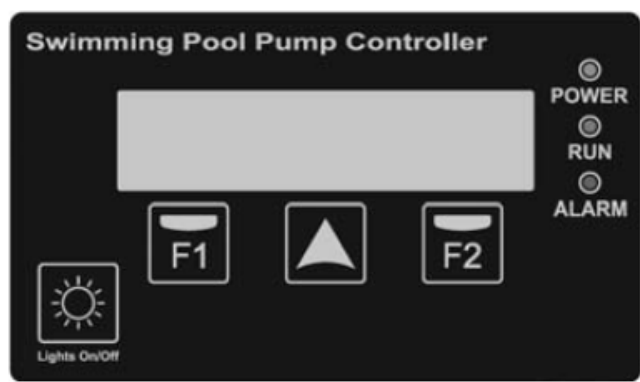 Swimming Pool Pump Controller
POWER
RUN
ALARM
F1
F2
Lights On/Off